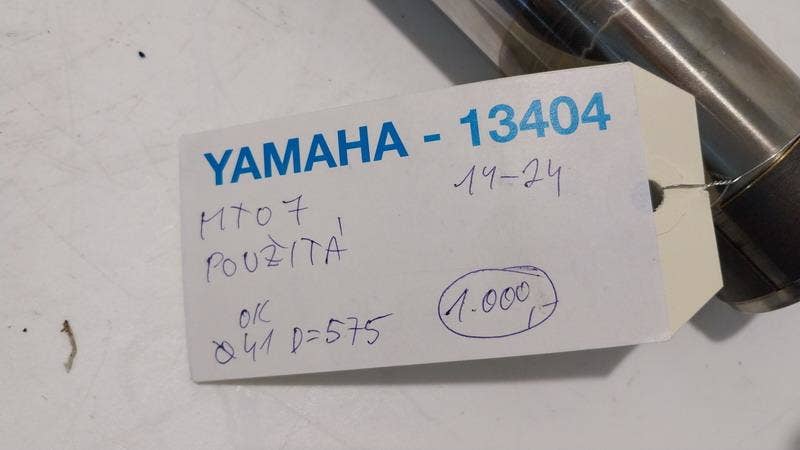 YAMAHA - 13404
MT07 14-24
POUŽITÁ
OK
Ø41 D=575 1.000,-